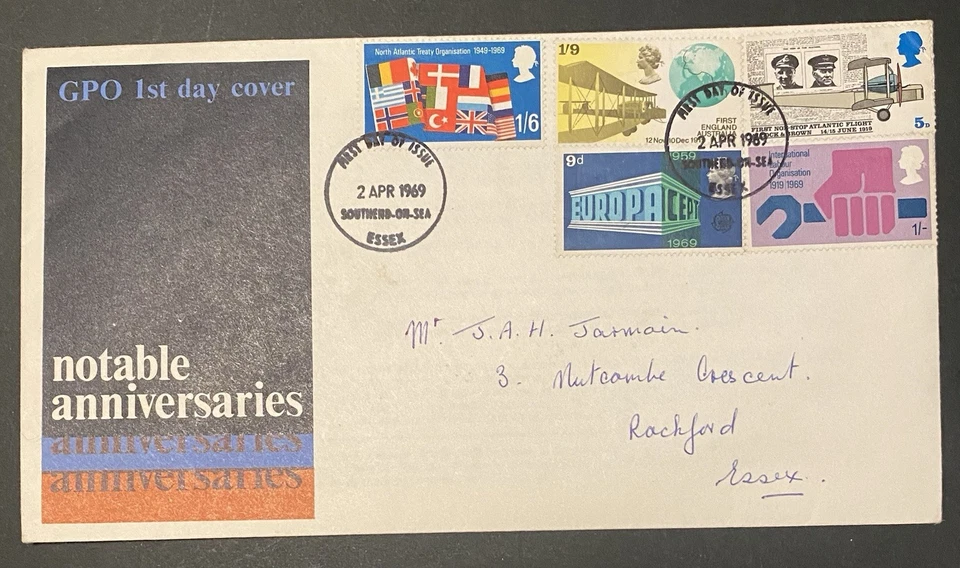 GPO 1st day cover
notable
anniversaries
anniversaries
anniversaries
North Atlantic Treaty Organisation 1949-1969
1/6
1/9
FIRST
ENGLAND
AUSTRALIA
12 Nov 10 Dec
FIRST NON-STOP ATLANTIC FLIGHT
ALCOCK & BROWN 14/15 JUNE 1919
5D
9d
1959
EUROPA CEPT
1969
International
Labour
Organisation
1919 1969
1/-
FIRST DAY OF ISSUE
2 APR 1969
SOUTHEND-ON-SEA
ESSEX
FIRST DAY OF ISSUE
2 APR 1969
SOUTHEND-ON-SEA
ESSEX
Mr. J.A.H. Jarmain.
3. Nutcombe Crescent.
Rochford
Essex.